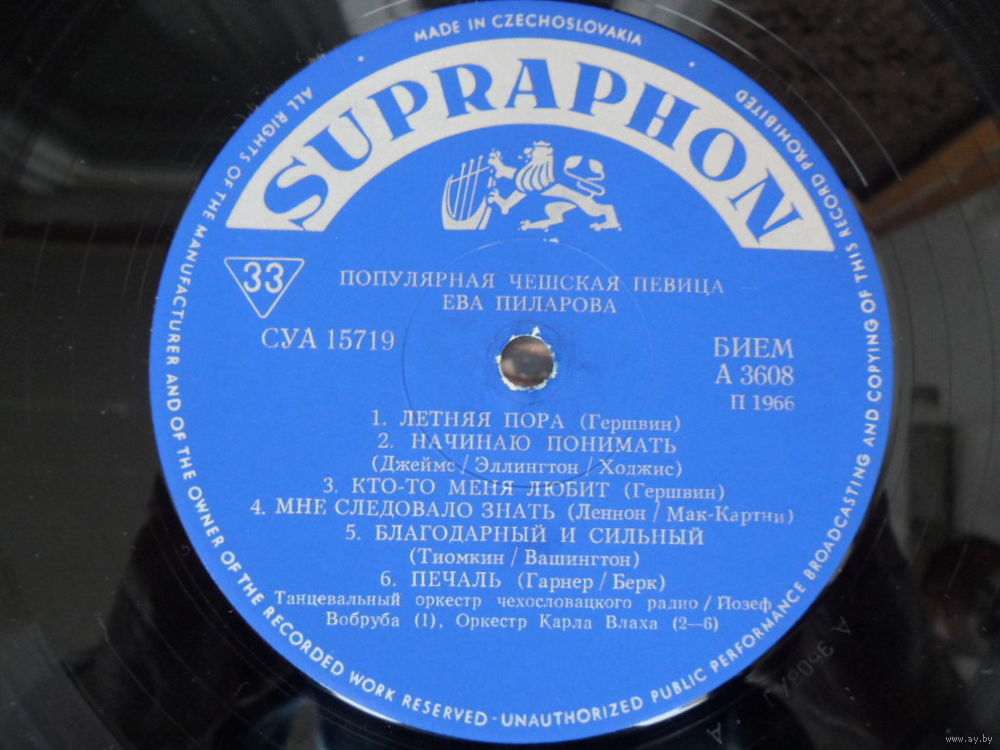 MADE IN CZECHOSLOVAKIA
SUPRAPHON
33
ПОПУЛЯРНАЯ ЧЕШСКАЯ ПЕВИЦА
ЕВА ПИЛАРОВА
СУА 15719
БИЕМ
А 3608
П 1966
1. ЛЕТНЯЯ ПОРА (Гершвин)
2. НАЧИНАЮ ПОНИМАТЬ
(Джеймс / Эллингтон / Ходжис)
3. КТО-ТО МЕНЯ ЛЮБИТ (Гершвин)
4. МНЕ СЛЕДОВАЛО ЗНАТЬ (Леннон / Мак-Картни)
5. БЛАГОДАРНЫЙ И СИЛЬНЫЙ
(Тиомкин / Вашингтон)
6. ПЕЧАЛЬ (Гарнер / Берк)
Танцевальный оркестр чехословацкого радио / Йозеф
Вобруба (1), Оркестр Карла Влаха (2—6)
ALL RIGHTS OF THE MANUFACTURER AND OF THE OWNER OF THE RECORDED WORK RESERVED · UNAUTHORIZED PUBLIC PERFORMANCE BROADCASTING AND COPYING OF THIS RECORD PROHIBITED
www.ay.by